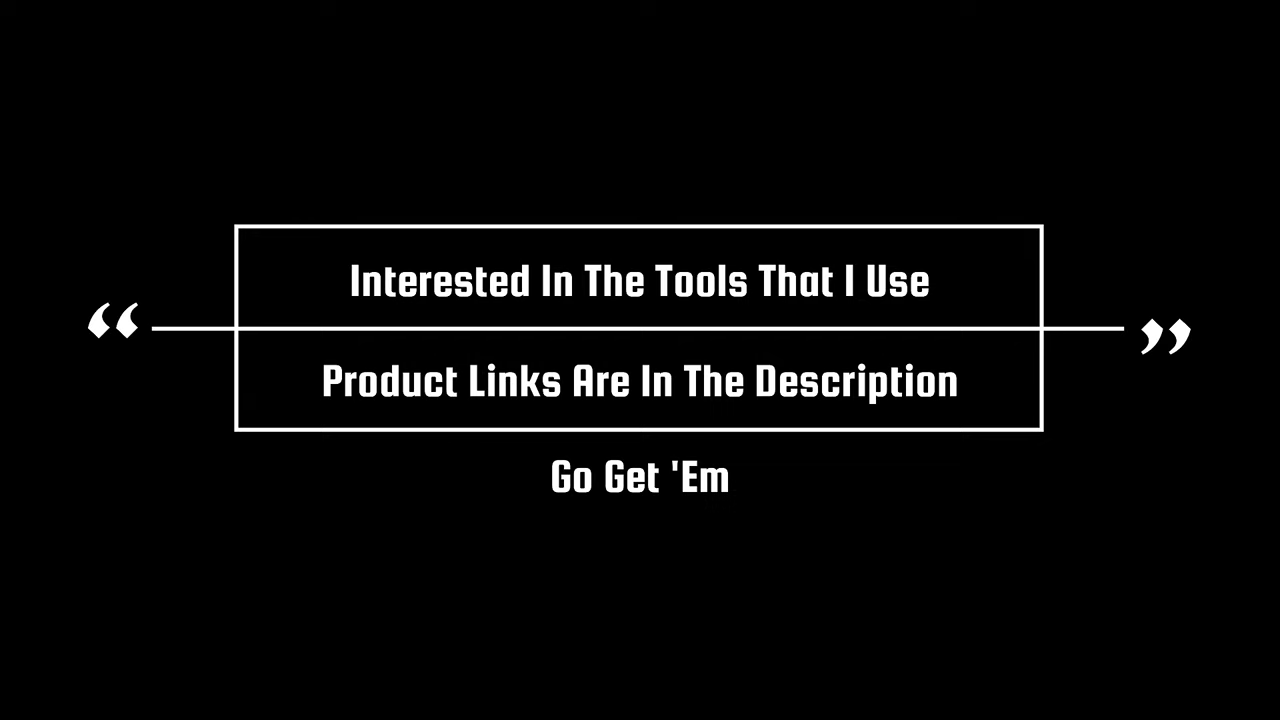 Interested In The Tools That I Use
“ ”
Product Links Are In The Description
Go Get 'Em